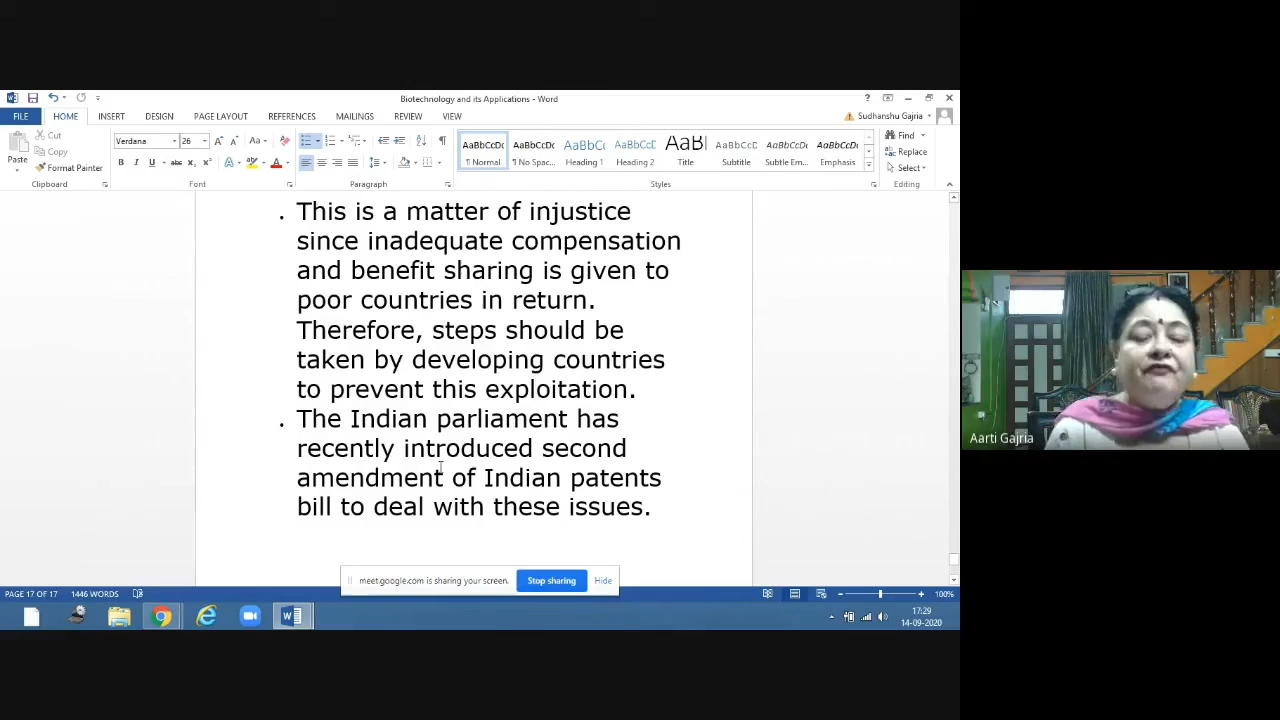 Biotechnology and its Applications - Word
FILE HOME INSERT DESIGN PAGE LAYOUT REFERENCES MAILINGS REVIEW VIEW
Sudhanshu Gajria
Paste
Cut
Copy
Format Painter
Clipboard
Verdana 26
Font
Paragraph
AaBbCcDc AaBbCcDc AaBbC AaBbCc AaBl AaBbCcD AaBbCcDc AaBbCcDc
¶ Normal ¶ No Spac... Heading 1 Heading 2 Title Subtitle Subtle Em... Emphasis
Styles
Find
Replace
Select
Editing
This is a matter of injustice
since inadequate compensation
and benefit sharing is given to
poor countries in return.
Therefore, steps should be
taken by developing countries
to prevent this exploitation.
The Indian parliament has
recently introduced second
amendment of Indian patents
bill to deal with these issues.
meet.google.com is sharing your screen. Stop sharing Hide
PAGE 17 OF 17 1446 WORDS
100%
17:29
14-09-2020
Aarti Gajria